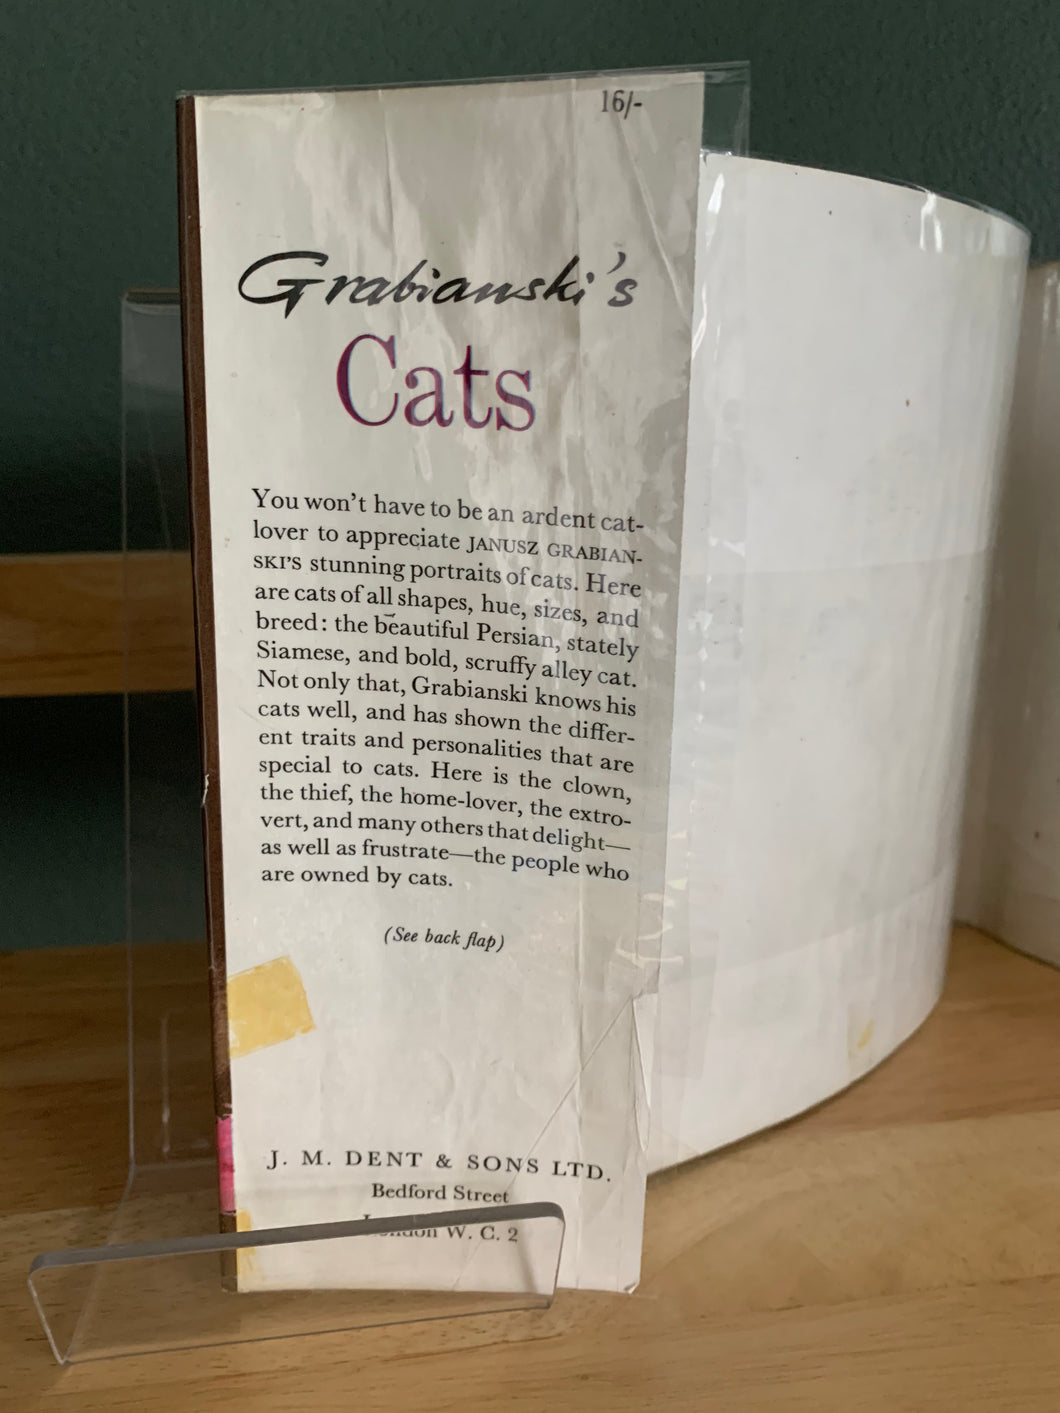 16/-
Grabianski's
Cats
You won't have to be an ardent cat-
lover to appreciate JANUSZ GRABIAN-
SKI'S stunning portraits of cats. Here
are cats of all shapes, hue, sizes, and
breed: the beautiful Persian, stately
Siamese, and bold, scruffy alley cat.
Not only that, Grabianski knows his
cats well, and has shown the differ-
ent traits and personalities that are
special to cats. Here is the clown,
the thief, the home-lover, the extro-
vert, and many others that delight—
as well as frustrate—the people who
are owned by cats.
(See back flap)
J. M. DENT & SONS LTD.
Bedford Street
London W. C. 2